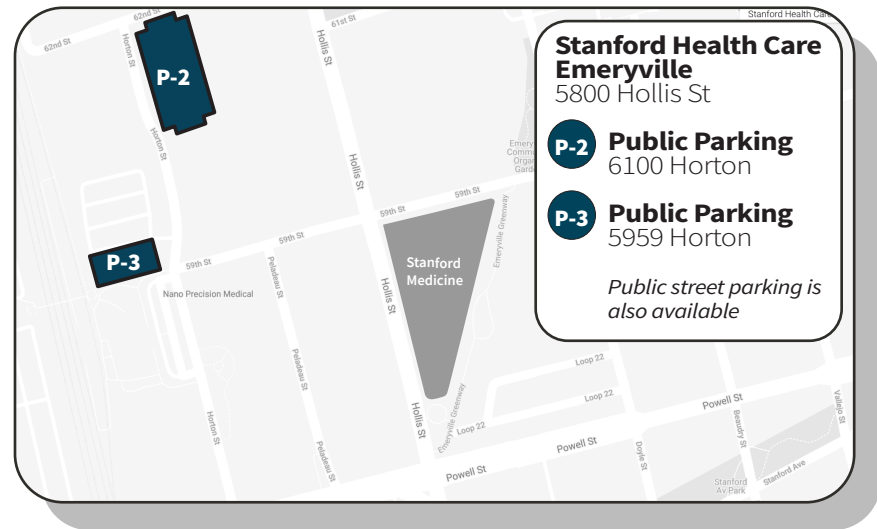 62nd St
62nd St
61st St
Stanford Health Care
Horton St
P-2
Hollis St
Stanford Health Care
Emeryville
5800 Hollis St
P-2 Public Parking
6100 Horton
P-3 Public Parking
5959 Horton
Public street parking is
also available
Horton St
Hollis St
Gard
59th St
59th St
59th St
59th St
Emeryville Greenway
P-3
Nano Precision Medical
Peladeau St
Stanford
Medicine
Hollis St
Peladeau St
Loop 22
Loop 22
Loop 22
Horton St
Hollis St
Emeryville Greenway
Powell St
Powell St
Powell St
Peladeau St
Doyle St
Beaudry St
Vallejo St
Stanford
Av Park
Stanford Ave